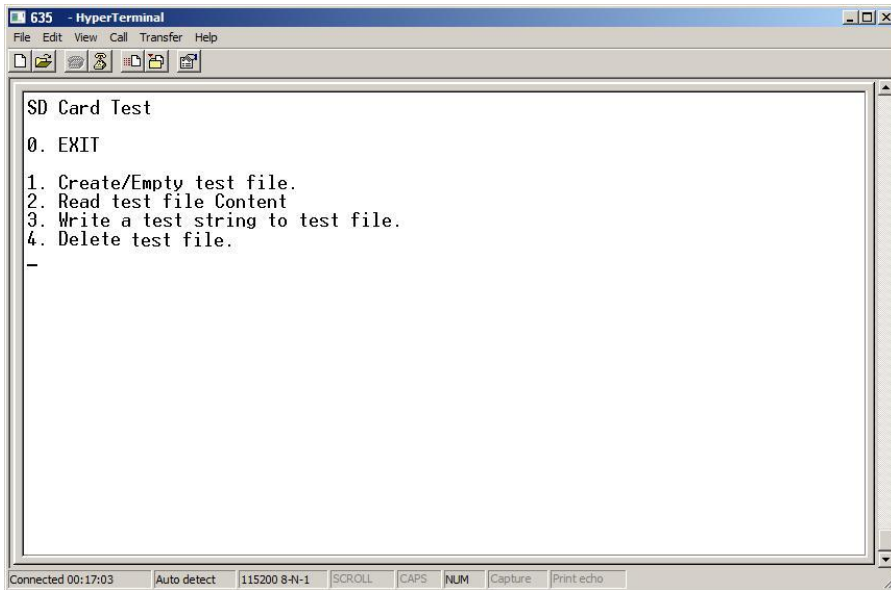 635 - HyperTerminal
File Edit View Call Transfer Help
SD Card Test
0. EXIT
1. Create/Empty test file.
2. Read test file Content
3. Write a test string to test file.
4. Delete test file.
Connected 00:17:03 Auto detect 115200 8-N-1 SCROLL CAPS NUM Capture Print echo